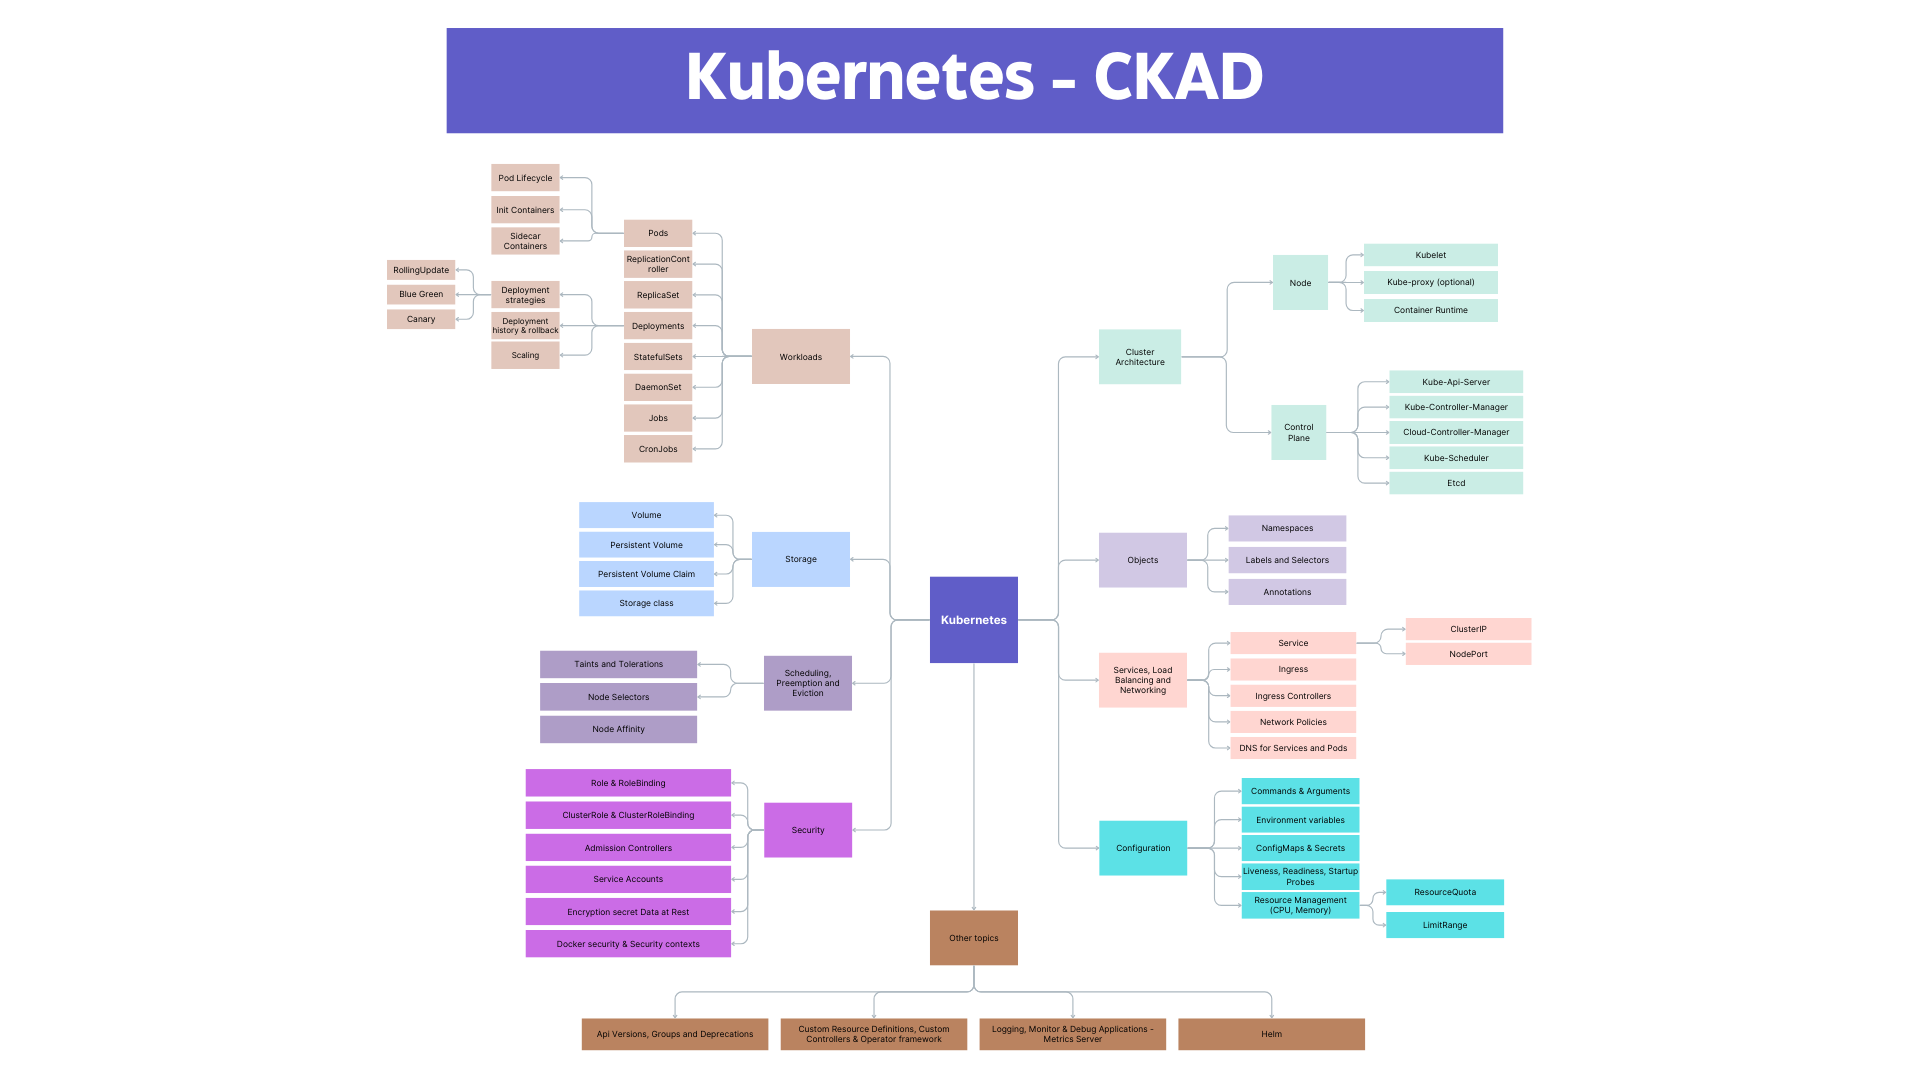 Kubernetes - CKAD
Pod Lifecycle
Init Containers
Sidecar
Containers
RollingUpdate
Blue Green
Canary
Deployment
strategies
Deployment
history & rollback
Scaling
Pods
ReplicationCont
roller
ReplicaSet
Deployments
StatefulSets
DaemonSet
Jobs
CronJobs
Workloads
Volume
Persistent Volume
Persistent Volume Claim
Storage class
Storage
Taints and Tolerations
Node Selectors
Node Affinity
Scheduling,
Preemption and
Eviction
Role & RoleBinding
ClusterRole & ClusterRoleBinding
Admission Controllers
Service Accounts
Encryption secret Data at Rest
Docker security & Security contexts
Security
Kubernetes
Cluster
Architecture
Node
Kubelet
Kube-proxy (optional)
Container Runtime
Control
Plane
Kube-Api-Server
Kube-Controller-Manager
Cloud-Controller-Manager
Kube-Scheduler
Etcd
Objects
Namespaces
Labels and Selectors
Annotations
Services, Load
Balancing and
Networking
Service
Ingress
Ingress Controllers
Network Policies
DNS for Services and Pods
ClusterIP
NodePort
Configuration
Commands & Arguments
Environment variables
ConfigMaps & Secrets
Liveness, Readiness, Startup
Probes
Resource Management
(CPU, Memory)
ResourceQuota
LimitRange
Other topics
Api Versions, Groups and Deprecations
Custom Resource Definitions, Custom
Controllers & Operator framework
Logging, Monitor & Debug Applications -
Metrics Server
Helm